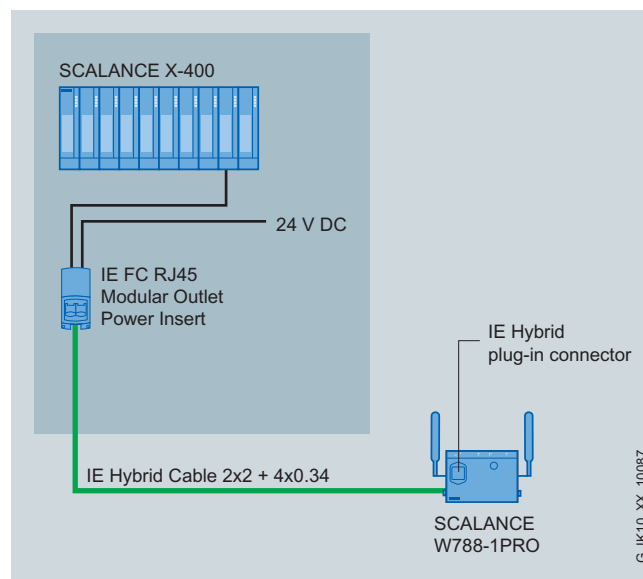 SCALANCE X-400
24 V DC
IE FC RJ45
Modular Outlet
Power Insert
IE Hybrid
plug-in connector
IE Hybrid Cable 2x2 + 4x0.34
SCALANCE
W788-1PRO
G_IK10_XX_10087